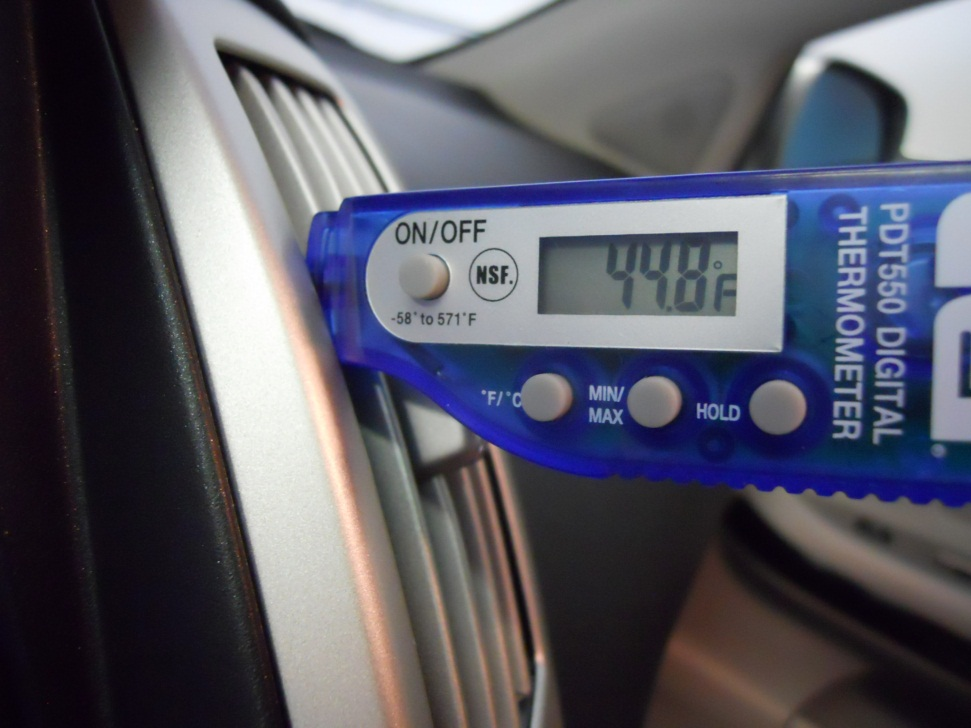 ON/OFF
NSF.
-58° to 571°F
44.8°F
°F/°C
MIN/
MAX
HOLD
PDT550 DIGITAL
THERMOMETER